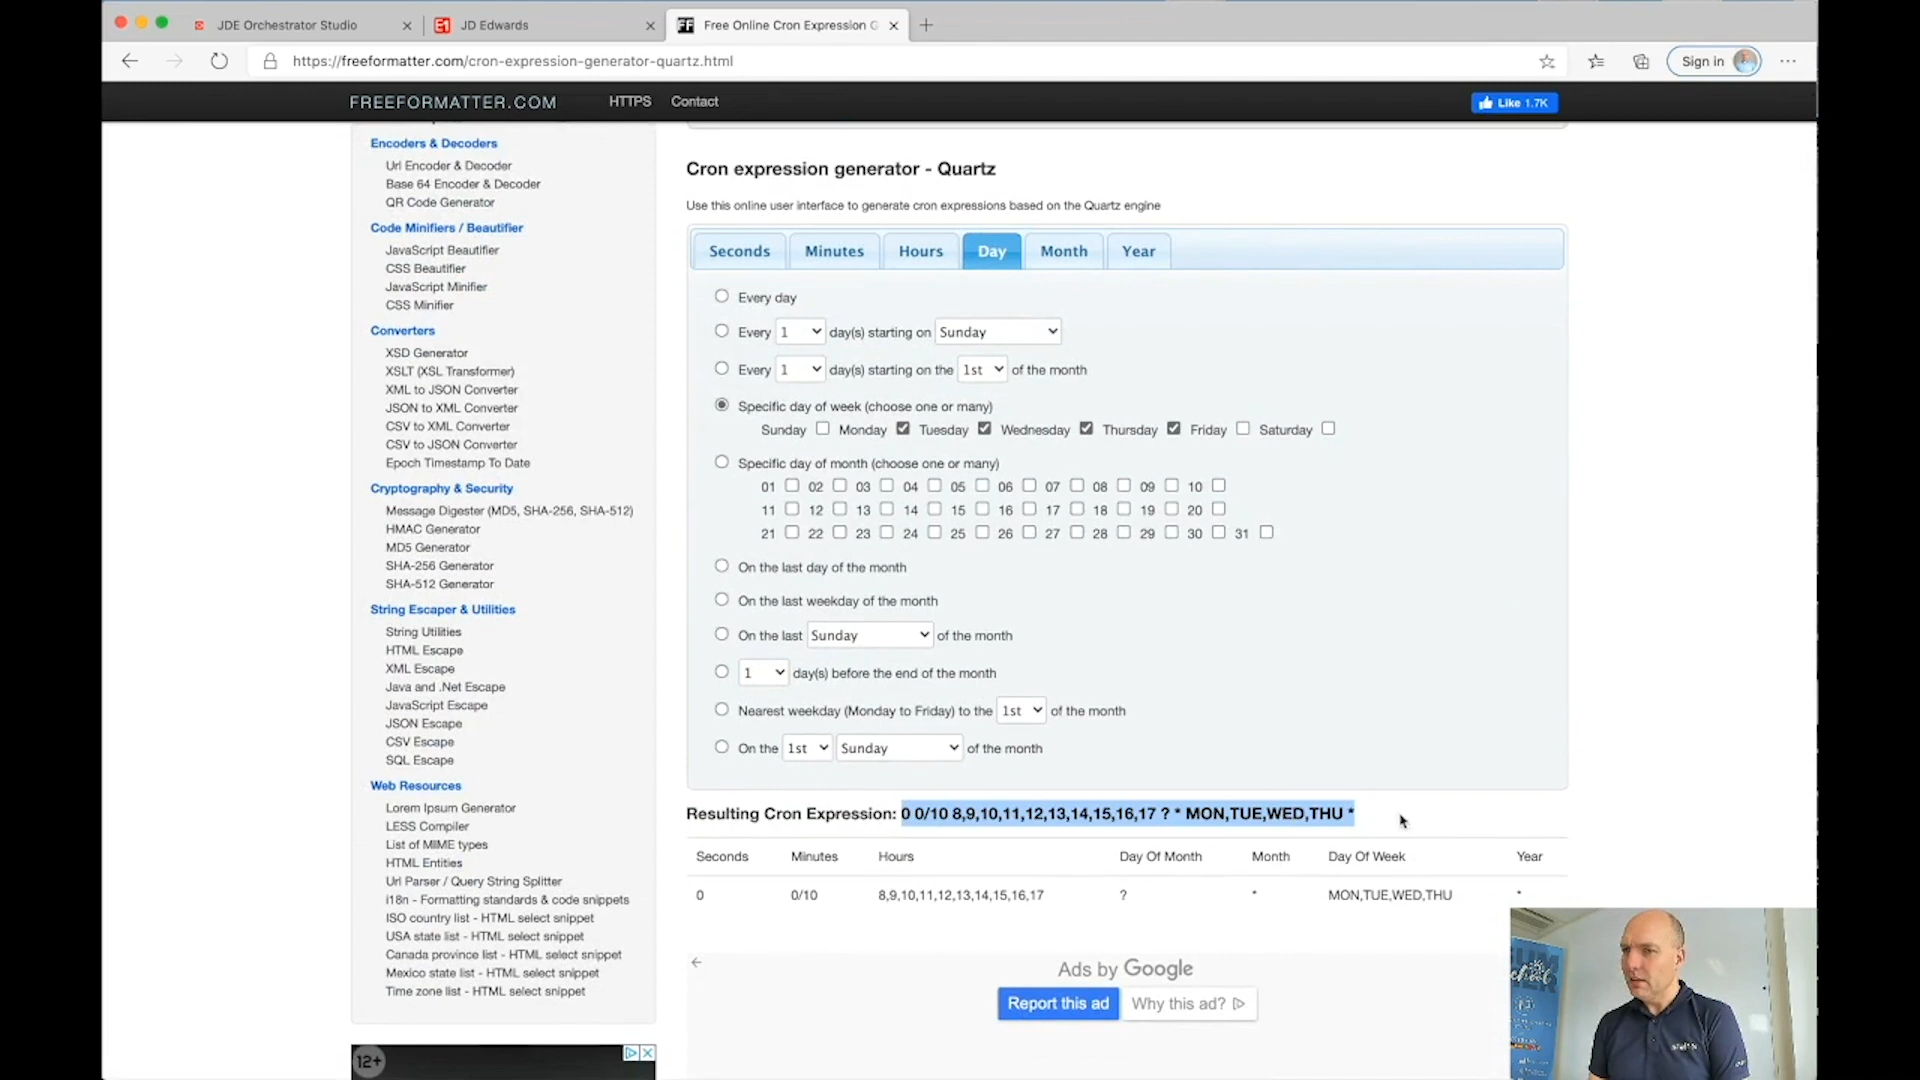 JDE Orchestrator Studio
JD Edwards
Free Online Cron Expression G
https://freeformatter.com/cron-expression-generator-quartz.html
Sign in
FREEFORMATTER.COM
HTTPS
Contact
Like 1.7K
Encoders & Decoders
Url Encoder & Decoder
Base 64 Encoder & Decoder
QR Code Generator
Code Minifiers / Beautifier
JavaScript Beautifier
CSS Beautifier
JavaScript Minifier
CSS Minifier
Converters
XSD Generator
XSLT (XSL Transformer)
XML to JSON Converter
JSON to XML Converter
CSV to XML Converter
CSV to JSON Converter
Epoch Timestamp To Date
Cryptography & Security
Message Digester (MD5, SHA-256, SHA-512)
HMAC Generator
MD5 Generator
SHA-256 Generator
SHA-512 Generator
String Escaper & Utilities
String Utilities
HTML Escape
XML Escape
Java and .Net Escape
JavaScript Escape
JSON Escape
CSV Escape
SQL Escape
Web Resources
Lorem Ipsum Generator
LESS Compiler
List of MIME types
HTML Entities
Url Parser / Query String Splitter
i18n - Formatting standards & code snippets
ISO country list - HTML select snippet
USA state list - HTML select snippet
Canada province list - HTML select snippet
Mexico state list - HTML select snippet
Time zone list - HTML select snippet
12+
Cron expression generator - Quartz
Use this online user interface to generate cron expressions based on the Quartz engine
Seconds Minutes Hours Day Month Year
Every day
Every 1 day(s) starting on Sunday
Every 1 day(s) starting on the 1st of the month
Specific day of week (choose one or many)
Sunday Monday Tuesday Wednesday Thursday Friday Saturday
Specific day of month (choose one or many)
01 02 03 04 05 06 07 08 09 10
11 12 13 14 15 16 17 18 19 20
21 22 23 24 25 26 27 28 29 30 31
On the last day of the month
On the last weekday of the month
On the last Sunday of the month
1 day(s) before the end of the month
Nearest weekday (Monday to Friday) to the 1st of the month
On the 1st Sunday of the month
Resulting Cron Expression: 0 0/10 8,9,10,11,12,13,14,15,16,17 ? * MON,TUE,WED,THU *
Seconds Minutes Hours Day Of Month Month Day Of Week Year
0 0/10 8,9,10,11,12,13,14,15,16,17 ? * MON,TUE,WED,THU *
Ads by Google
Report this ad
Why this ad?